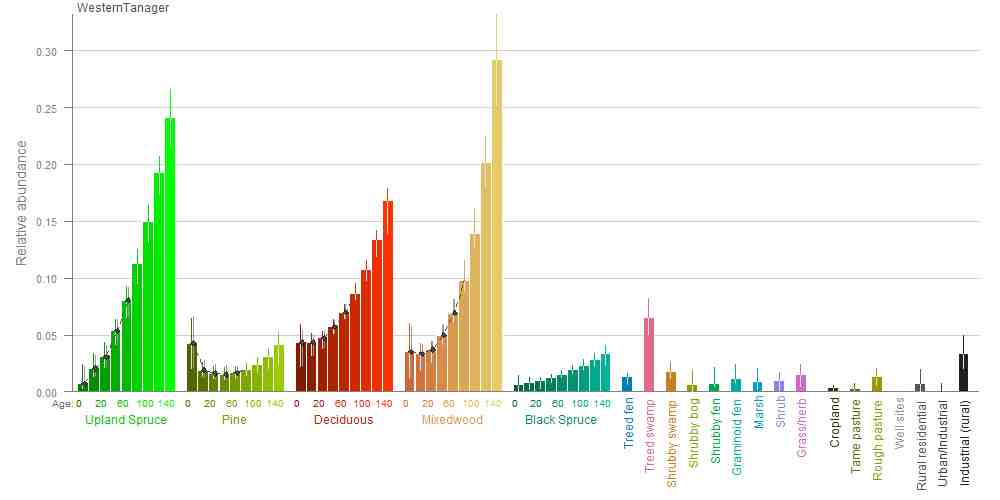 WesternTanager
Relative abundance
0.30
0.25
0.20
0.15
0.10
0.05
0.00
Age: 0 20 60 100 140 0 20 60 100 140 0 20 60 100 140 0 20 60 100 140 0 20 60 100 140
Upland Spruce Pine Deciduous Mixedwood Black Spruce
Treed fen
Treed swamp
Shrubby swamp
Shrubby bog
Shrubby fen
Graminoid fen
Marsh
Shrub
Grass/herb
Cropland
Tame pasture
Rough pasture
Well sites
Rural residential
Urban/Industrial
Industrial (rural)